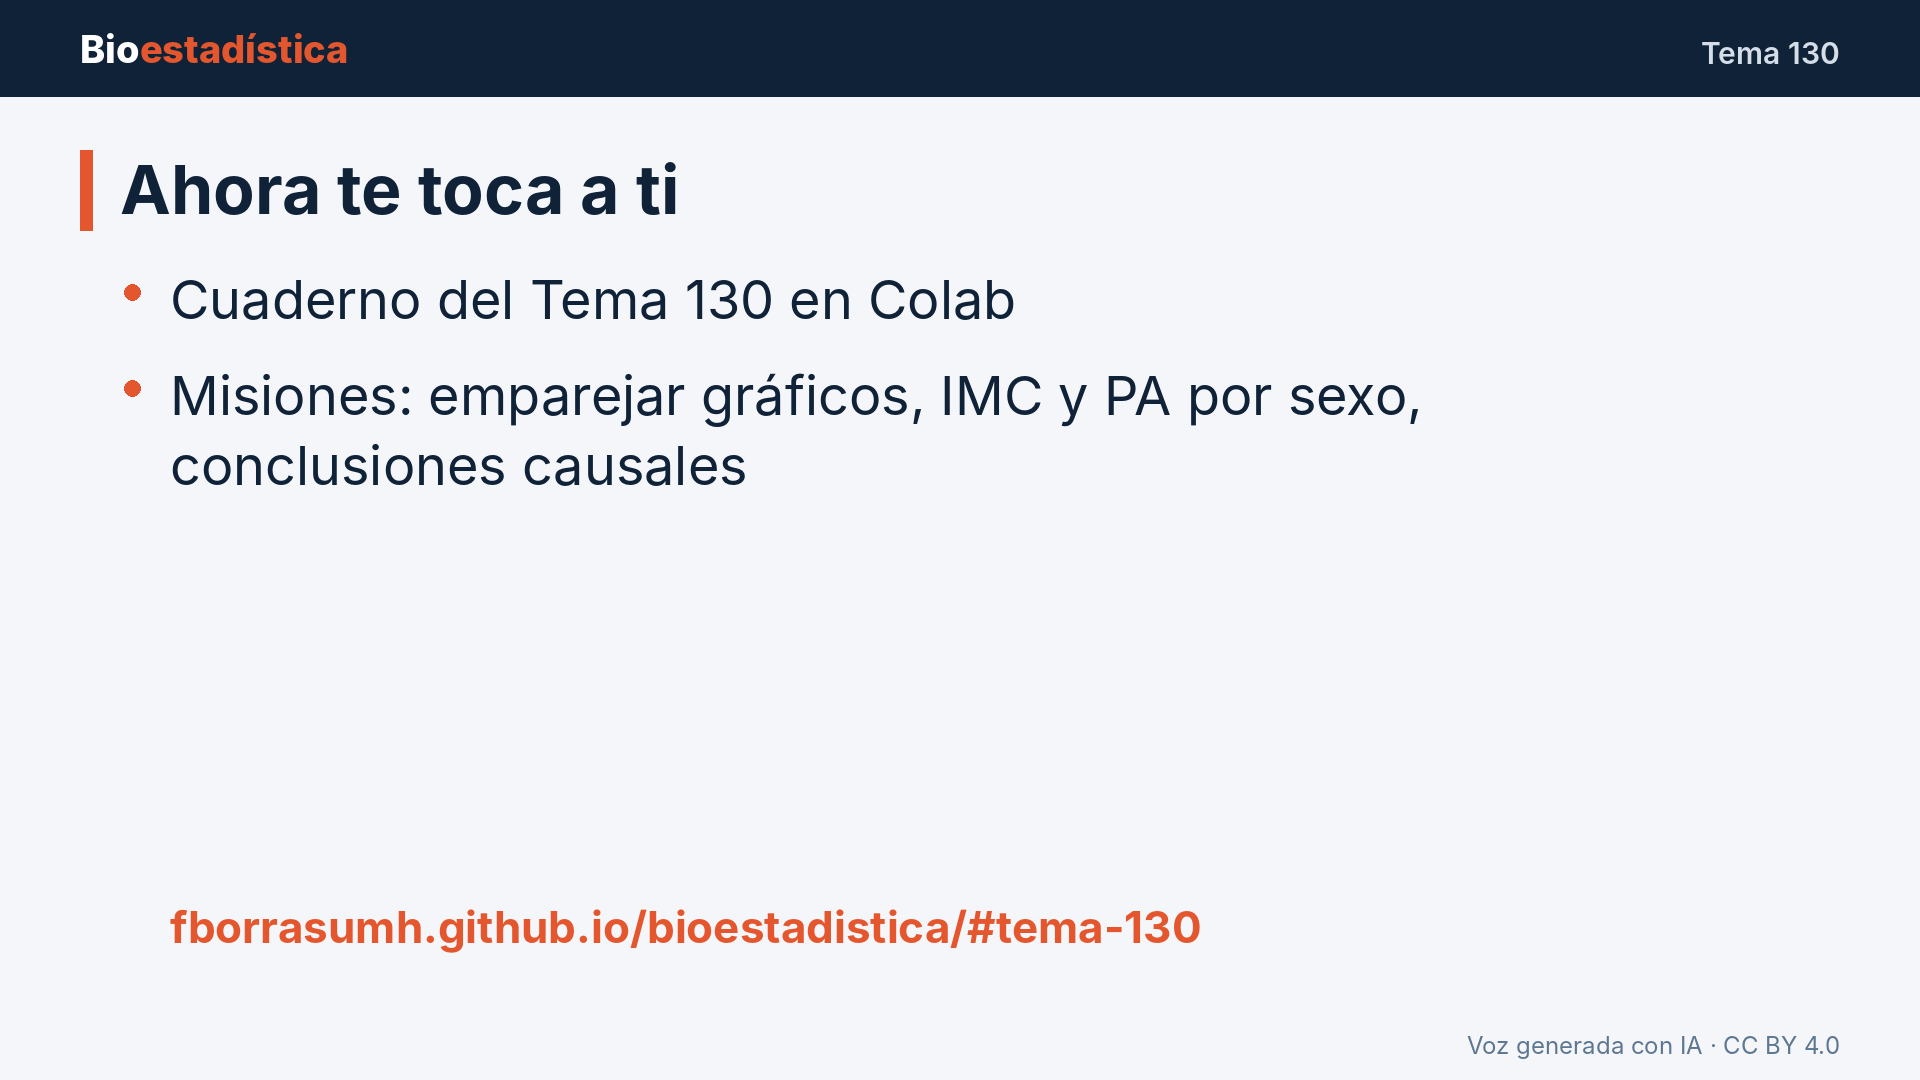 Bioestadística
Tema 130
Ahora te toca a ti
• Cuaderno del Tema 130 en Colab
• Misiones: emparejar gráficos, IMC y PA por sexo,
conclusiones causales
fborrasumh.github.io/bioestadistica/#tema-130
Voz generada con IA · CC BY 4.0